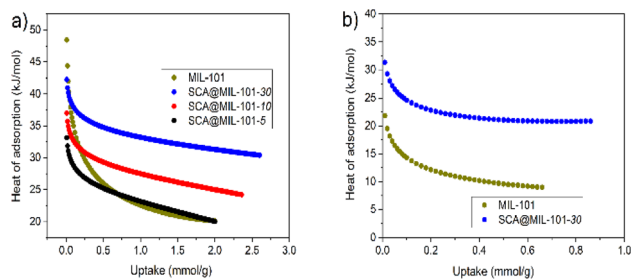 a)
Heat of adsorption (kJ/mol)
50
45
40
35
30
25
20
MIL-101
SCA@MIL-101-30
SCA@MIL-101-10
SCA@MIL-101-5
0.0 0.5 1.0 1.5 2.0 2.5 3.0
Uptake (mmol/g)
b)
Heat of adsorption (kJ/mol)
40
35
30
25
20
15
10
5
0
MIL-101
SCA@MIL-101-30
0.0 0.2 0.4 0.6 0.8 1.0
Uptake (mmol/g)